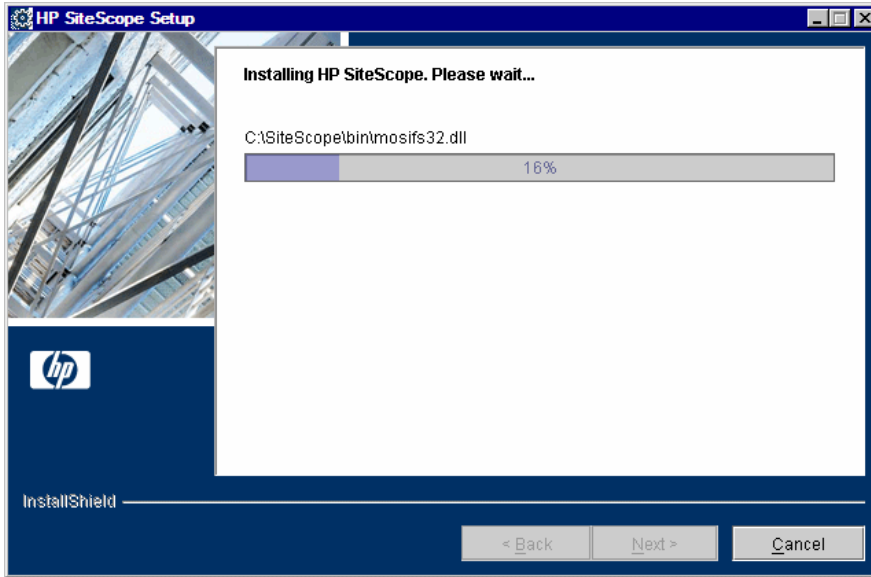 HP SiteScope Setup
Installing HP SiteScope. Please wait...
C:\SiteScope\bin\mosifs32.dll
16%
hp
InstallShield
< Back
Next >
Cancel